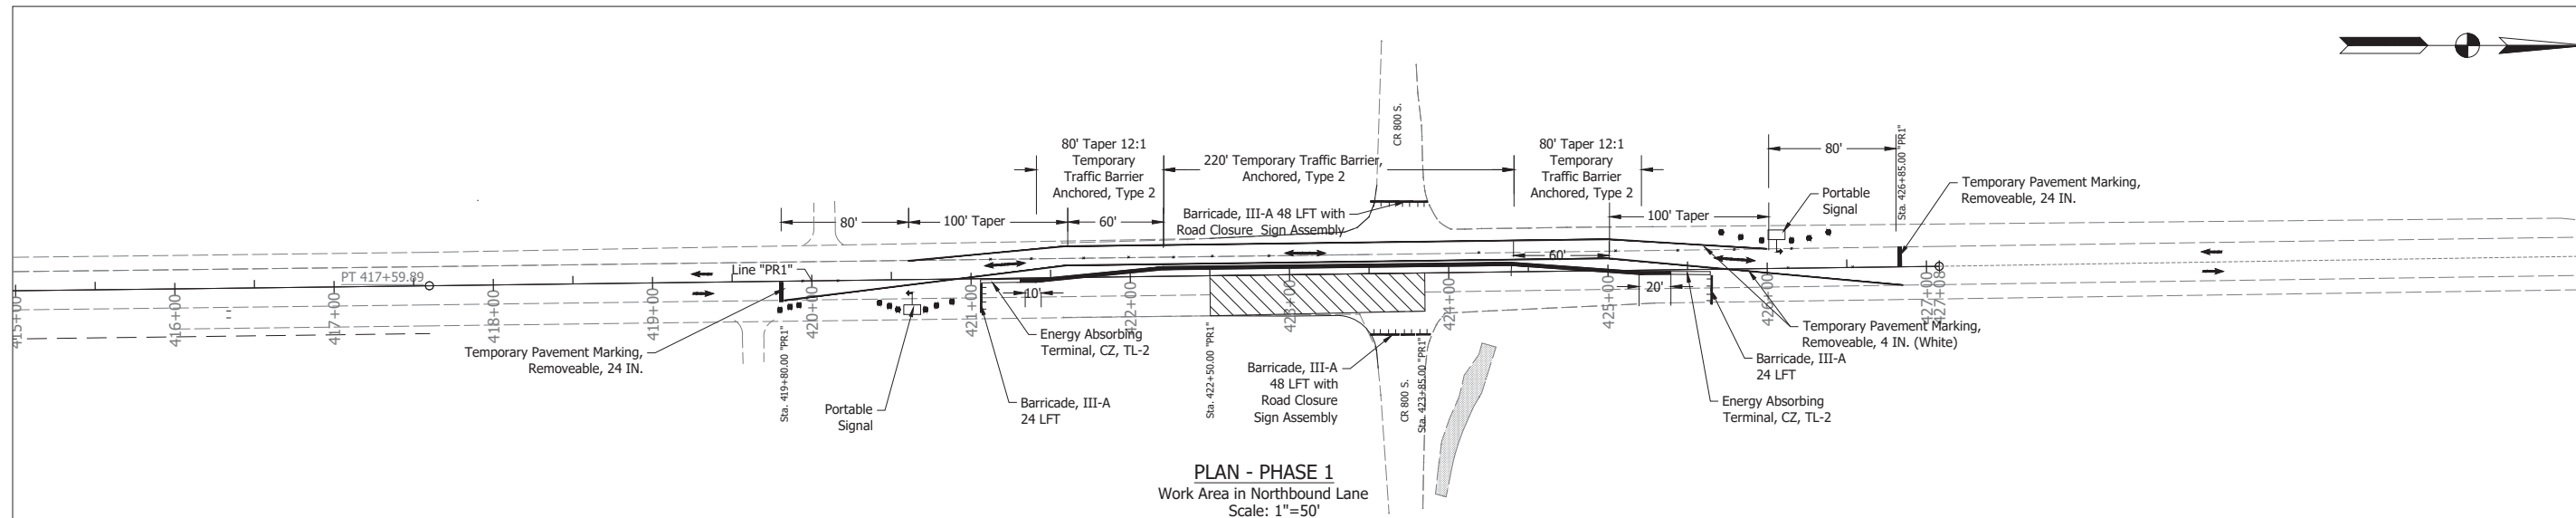 80' Taper 12:1
Temporary
Traffic Barrier
Anchored, Type 2
220' Temporary Traffic Barrier,
Anchored, Type 2
80' Taper 12:1
Temporary
Traffic Barrier
Anchored, Type 2
CR 800 S.
80'
Sta. 426+85.00 "PR1"
Temporary Pavement Marking,
Removeable, 24 IN.
Portable
Signal
80'
100' Taper
60'
Barricade, III-A 48 LFT with
Road Closure Sign Assembly
100' Taper
60'
PT 417+59.89
Line "PR1"
10'
20'
415+00
416+00
417+00
418+00
419+00
420+00
421+00
422+00
423+00
424+00
425+00
426+00
427+00
427+08
Temporary Pavement Marking,
Removeable, 24 IN.
Sta. 419+80.00 "PR1"
Portable
Signal
Energy Absorbing
Terminal, CZ, TL-2
Barricade, III-A
24 LFT
Sta. 422+50.00 "PR1"
Barricade, III-A
48 LFT with
Road Closure
Sign Assembly
CR 800 S.
Sta. 423+85.00 "PR1"
Temporary Pavement Marking,
Removeable, 4 IN. (White)
Barricade, III-A
24 LFT
Energy Absorbing
Terminal, CZ, TL-2
PLAN - PHASE 1
Work Area in Northbound Lane
Scale: 1"=50'